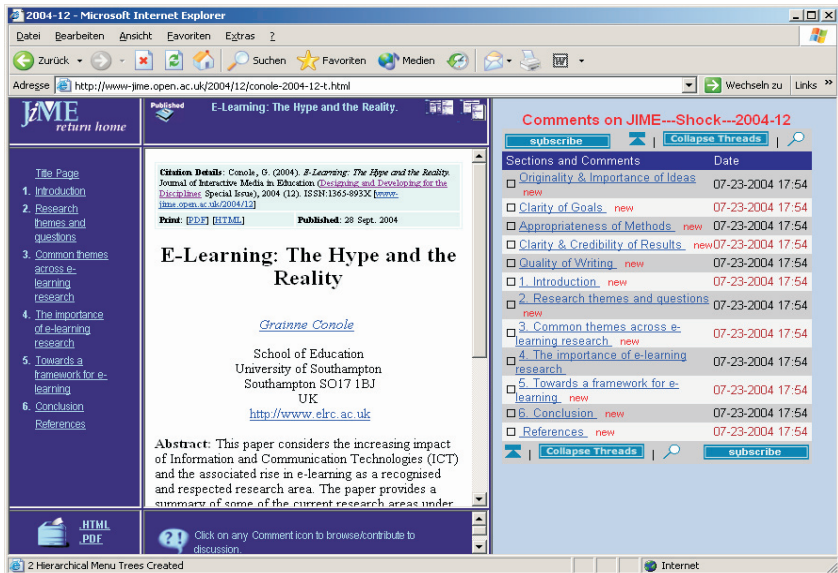 2004-12 - Microsoft Internet Explorer
Datei Bearbeiten Ansicht Favoriten Extras ?
Zurück Suchen Favoriten Medien
Adresse http://www-jime.open.ac.uk/2004/12/conole-2004-12-t.html Wechseln zu Links »
JiME
return home
Title Page
1. Introduction
2. Research
themes and
questions
3. Common themes
across e-
learning
research
4. The importance
of e-learning
research
5. Towards a
framework for e-
learning
6. Conclusion
References
.HTML
.PDF
Published E-Learning: The Hype and the Reality.
Citation Details: Conole, G. (2004). E-Learning: The Hype and the Reality.
Journal of Interactive Media in Education (Designing and Developing for the
Disciplines Special Issue), 2004 (12). ISSN:1365-893X [www-
jime.open.ac.uk/2004/12]
Print: [PDF] [HTML] Published: 28 Sept. 2004
E-Learning: The Hype and the
Reality
Grainne Conole
School of Education
University of Southampton
Southampton SO17 1BJ
UK
http://www.elrc.ac.uk
Abstract: This paper considers the increasing impact
of Information and Communication Technologies (ICT)
and the associated rise in e-learning as a recognised
and respected research area. The paper provides a
summary of some of the current research areas under
Click on any Comment icon to browse/contribute to
discussion.
Comments on JIME---Shock---2004-12
subscribe | Collapse Threads |
Sections and Comments Date
Originality & Importance of Ideas
new 07-23-2004 17:54
Clarity of Goals new 07-23-2004 17:54
Appropriateness of Methods new 07-23-2004 17:54
Clarity & Credibility of Results new 07-23-2004 17:54
Quality of Writing new 07-23-2004 17:54
1. Introduction new 07-23-2004 17:54
2. Research themes and questions
new 07-23-2004 17:54
3. Common themes across e-
learning research new 07-23-2004 17:54
4. The importance of e-learning
research 07-23-2004 17:54
5. Towards a framework for e-
learning new 07-23-2004 17:54
6. Conclusion new 07-23-2004 17:54
References new 07-23-2004 17:54
| Collapse Threads | subscribe
2 Hierarchical Menu Trees Created Internet